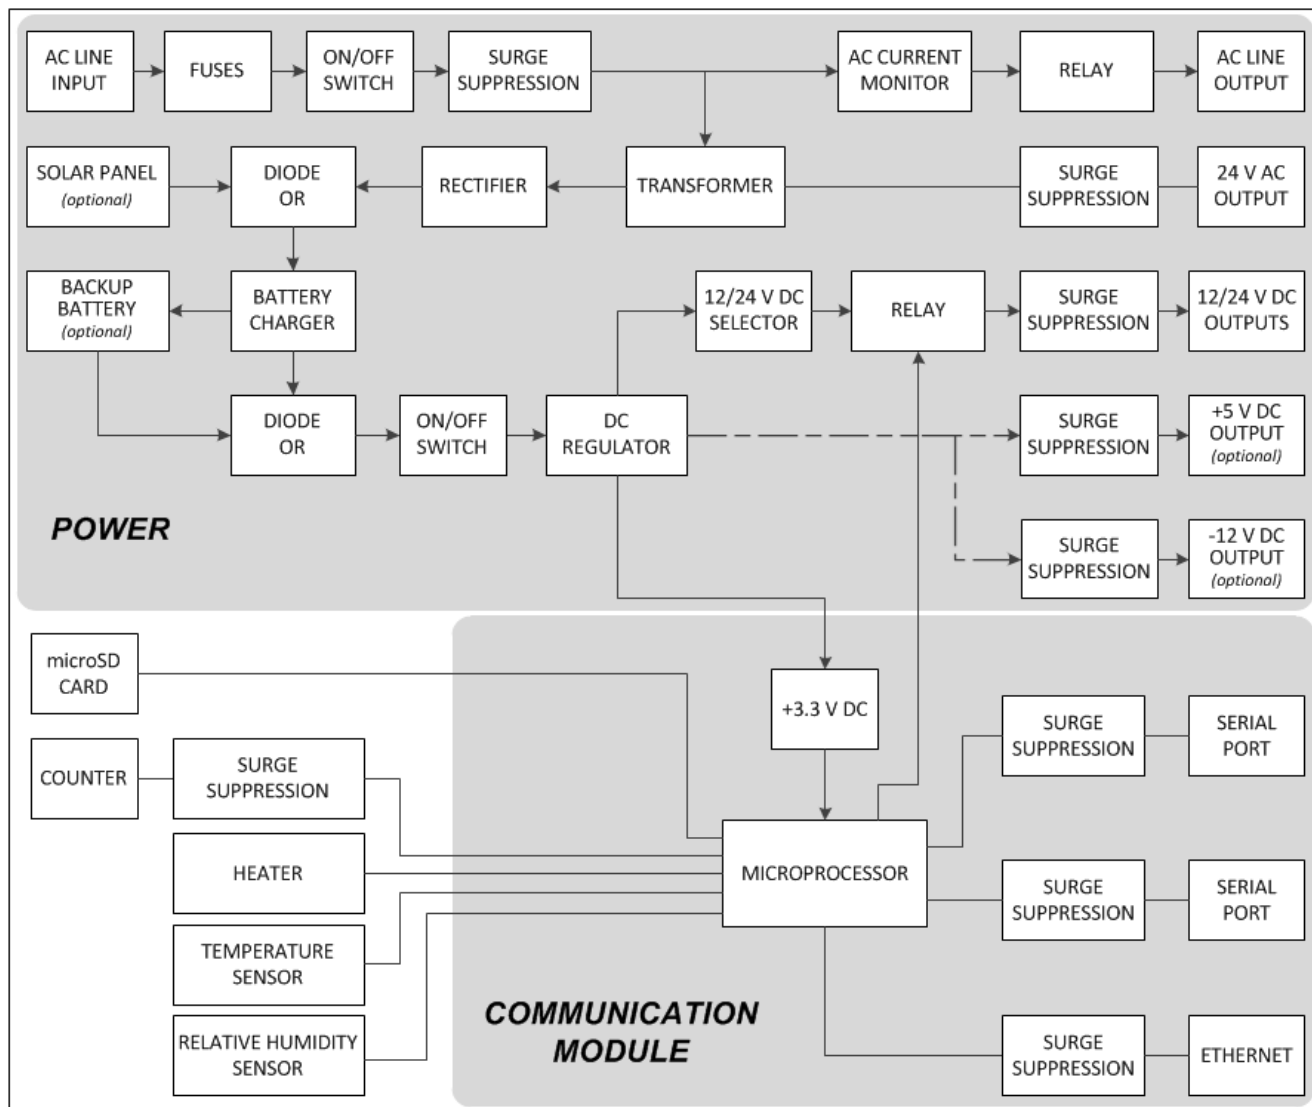 AC LINE
INPUT
FUSES
ON/OFF
SWITCH
SURGE
SUPPRESSION
AC CURRENT
MONITOR
RELAY
AC LINE
OUTPUT
SOLAR PANEL
(optional)
DIODE
OR
RECTIFIER
TRANSFORMER
SURGE
SUPPRESSION
24 V AC
OUTPUT
BACKUP
BATTERY
(optional)
BATTERY
CHARGER
12/24 V DC
SELECTOR
RELAY
SURGE
SUPPRESSION
12/24 V DC
OUTPUTS
DIODE
OR
ON/OFF
SWITCH
DC
REGULATOR
SURGE
SUPPRESSION
+5 V DC
OUTPUT
(optional)
POWER
SURGE
SUPPRESSION
-12 V DC
OUTPUT
(optional)
microSD
CARD
+3.3 V DC
SURGE
SUPPRESSION
SERIAL
PORT
COUNTER
SURGE
SUPPRESSION
HEATER
MICROPROCESSOR
SURGE
SUPPRESSION
SERIAL
PORT
TEMPERATURE
SENSOR
COMMUNICATION
MODULE
RELATIVE HUMIDITY
SENSOR
SURGE
SUPPRESSION
ETHERNET